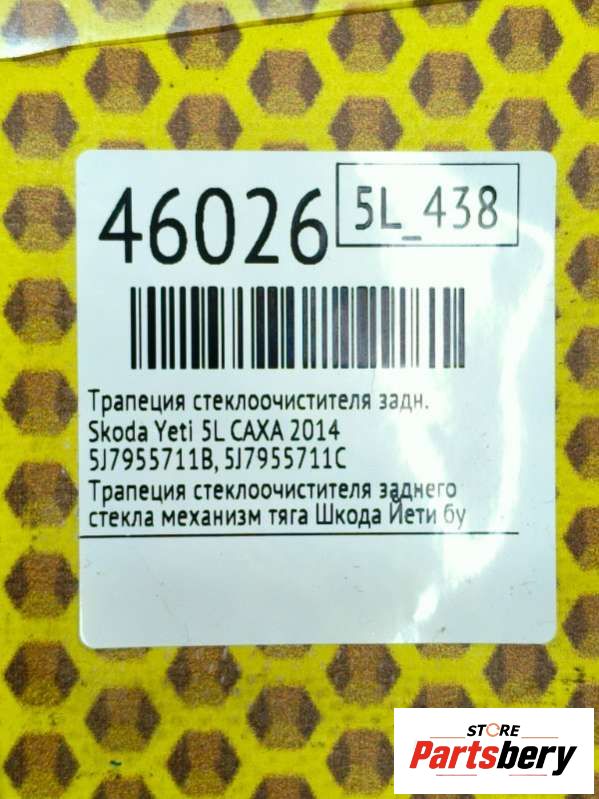 46026
5L_438
Трапеция стеклоочистителя задн.
Skoda Yeti 5L CAXA 2014
5J7955711B, 5J7955711C
Трапеция стеклоочистителя заднего
стекла механизм тяга Шкода Йети бу
STORE
Partsbery